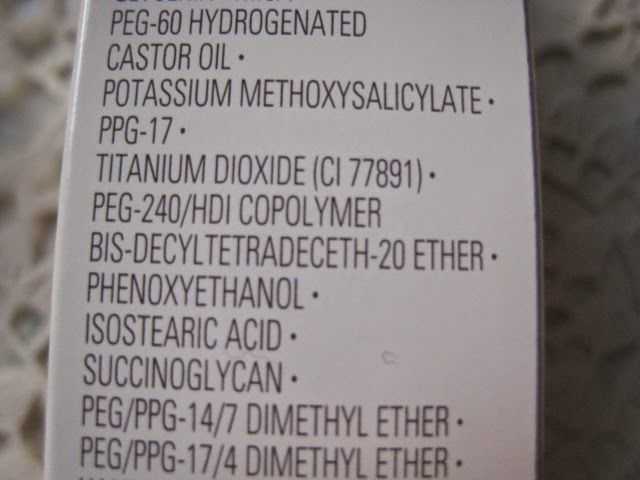 PEG-60 HYDROGENATED
CASTOR OIL •
POTASSIUM METHOXYSALICYLATE •
PPG-17 •
TITANIUM DIOXIDE (CI 77891) •
PEG-240/HDI COPOLYMER
BIS-DECYLTETRADECETH-20 ETHER •
PHENOXYETHANOL •
ISOSTEARIC ACID •
SUCCINOGLYCAN •
PEG/PPG-14/7 DIMETHYL ETHER •
PEG/PPG-17/4 DIMETHYL ETHER •